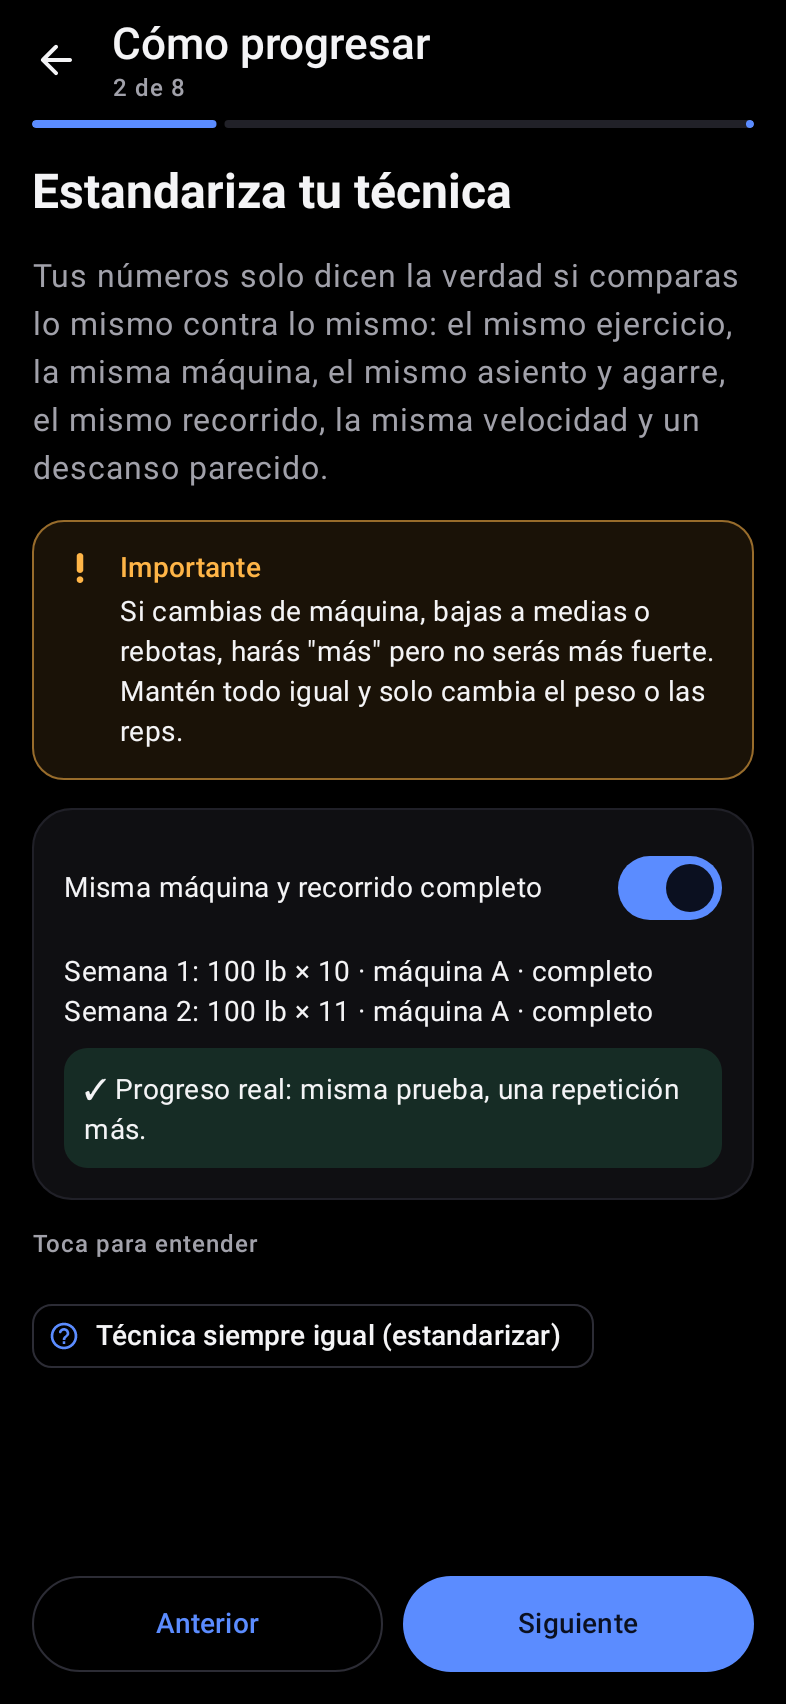 Cómo progresar
2 de 8
Estandariza tu técnica
Tus números solo dicen la verdad si comparas
lo mismo contra lo mismo: el mismo ejercicio,
la misma máquina, el mismo asiento y agarre,
el mismo recorrido, la misma velocidad y un
descanso parecido.
Importante
Si cambias de máquina, bajas a medias o
rebotas, harás "más" pero no serás más fuerte.
Mantén todo igual y solo cambia el peso o las
reps.
Misma máquina y recorrido completo
Semana 1: 100 lb × 10 · máquina A · completo
Semana 2: 100 lb × 11 · máquina A · completo
✓ Progreso real: misma prueba, una repetición
más.
Toca para entender
Técnica siempre igual (estandarizar)
Anterior
Siguiente